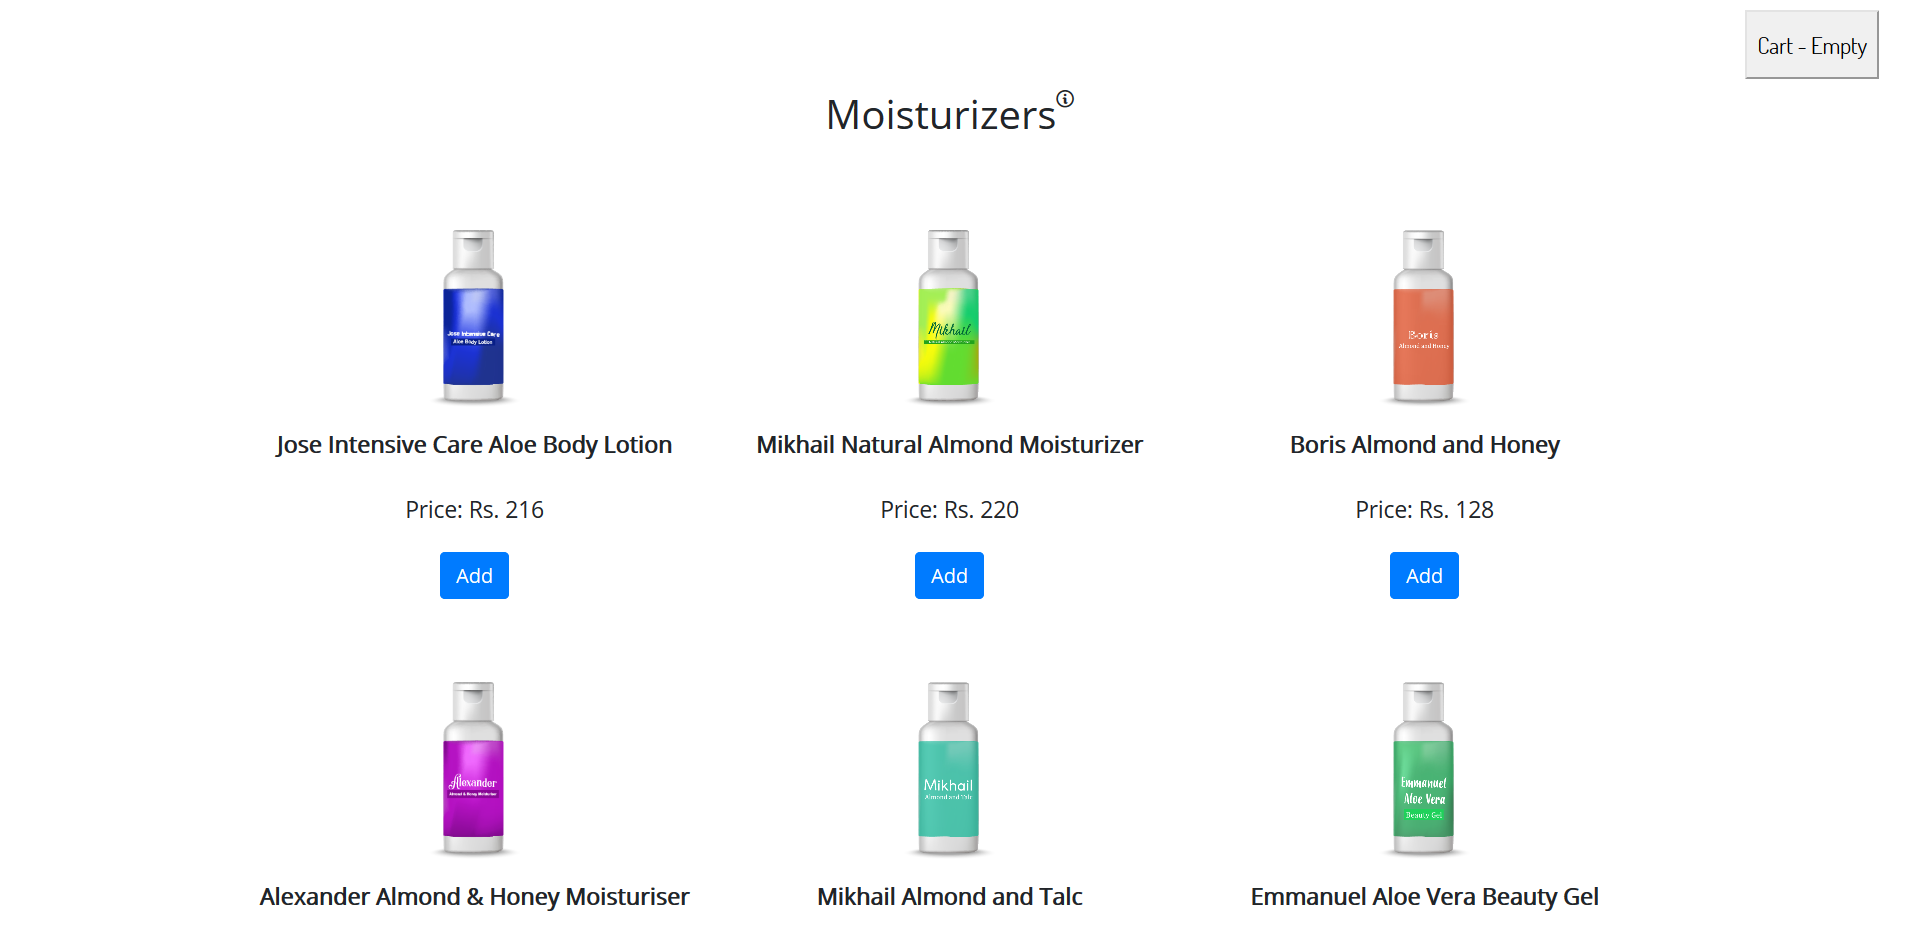 Cart - Empty
Moisturizers
Jose Intensive Care
Aloe Body Lotion
Mikhail
Boris
Almond and Honey
Jose Intensive Care Aloe Body Lotion
Mikhail Natural Almond Moisturizer
Boris Almond and Honey
Price: Rs. 216
Price: Rs. 220
Price: Rs. 128
Add
Add
Add
Alexander
Almond & Honey Moisturiser
Mikhail
Almond and Talc
Emmanuel
Aloe Vera
Beauty Gel
Alexander Almond & Honey Moisturiser
Mikhail Almond and Talc
Emmanuel Aloe Vera Beauty Gel